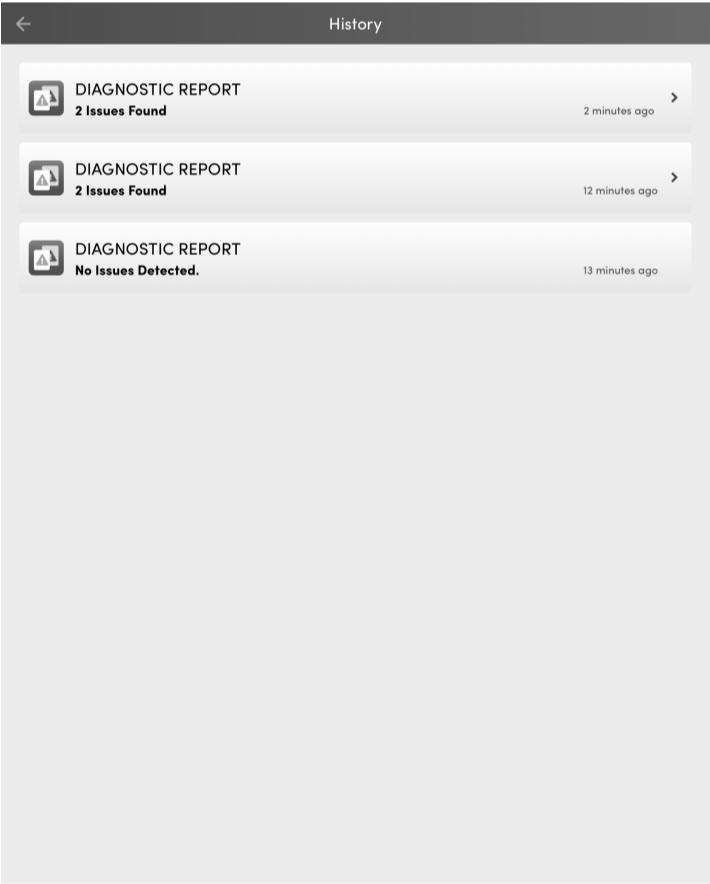 History
DIAGNOSTIC REPORT
2 Issues Found
2 minutes ago
DIAGNOSTIC REPORT
2 Issues Found
12 minutes ago
DIAGNOSTIC REPORT
No Issues Detected.
13 minutes ago